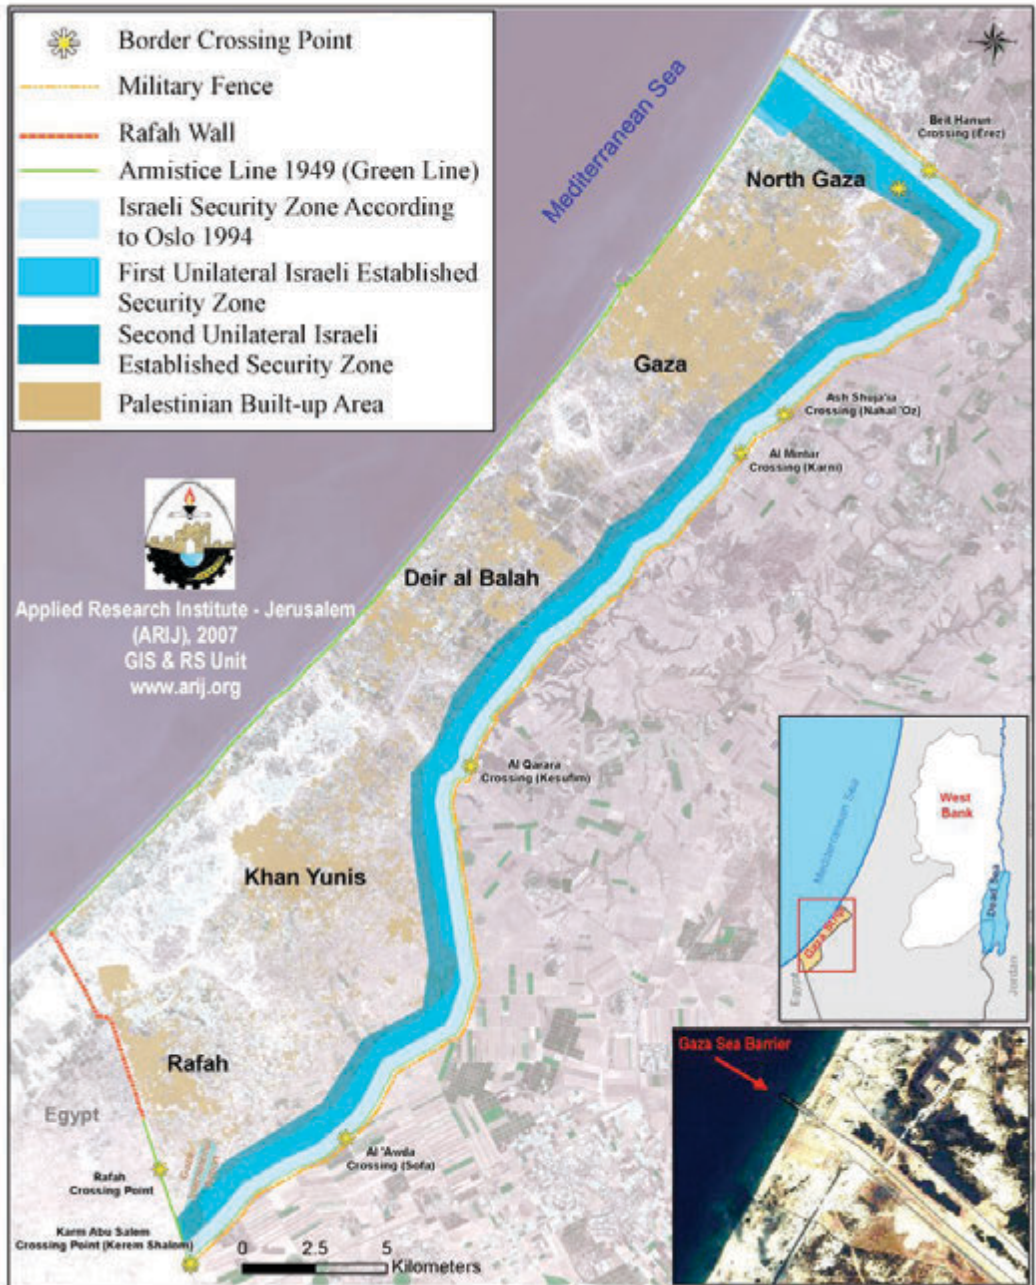 Border Crossing Point
Military Fence
Rafah Wall
Armistice Line 1949 (Green Line)
Israeli Security Zone According
to Oslo 1994
First Unilateral Israeli Established
Security Zone
Second Unilateral Israeli
Established Security Zone
Palestinian Built-up Area
Mediterranean Sea
Beit Hanun
Crossing (Erez)
North Gaza
Gaza
Ash Shuja'ia
Crossing (Nahal 'Oz)
Al Mintar
Crossing (Karni)
Deir al Balah
Applied Research Institute - Jerusalem
(ARIJ), 2007
GIS & RS Unit
www.arij.org
Al Qarara
Crossing (Kesufim)
Khan Yunis
Rafah
Egypt
Rafah
Crossing Point
Al 'Awda
Crossing (Sofa)
Karm Abu Salem
Crossing Point (Kerem Shalom)
0 2.5 5
Kilometers
Mediterranean Sea
West
Bank
Dead Sea
Gaza Strip
Egypt
Jordan
Gaza Sea Barrier